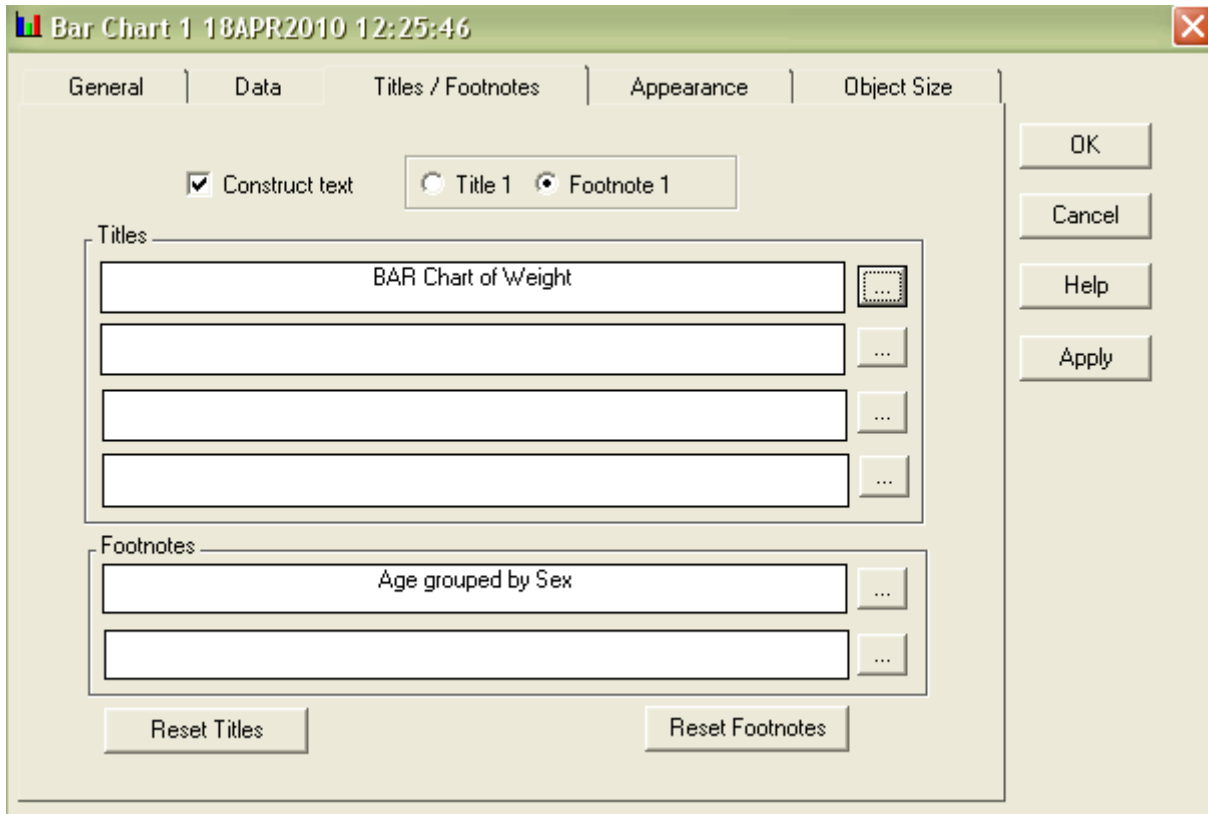 Bar Chart 1 18APR2010 12:25:46
General Data Titles / Footnotes Appearance Object Size
OK
Construct text Title 1 Footnote 1
Cancel
Titles
BAR Chart of Weight ...
Help
...
Apply
...
...
Footnotes
Age grouped by Sex ...
...
Reset Titles Reset Footnotes